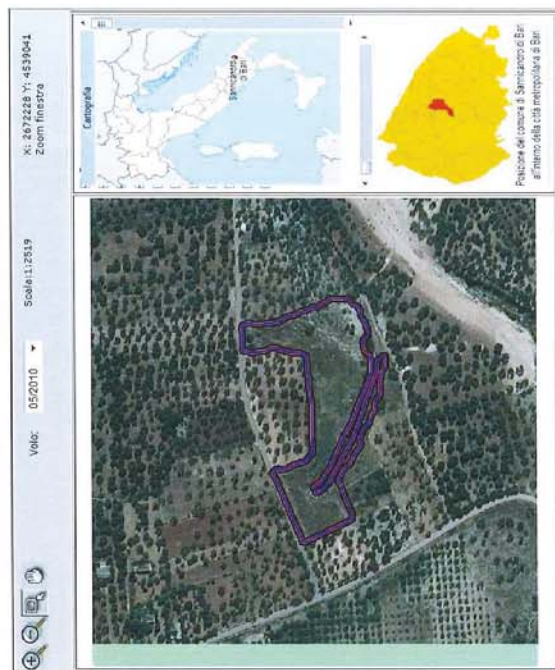 Volo: 05/2010 Scala(1):2519
X: 2672228 Y: 4539041
Zoom finestra
Cartografia
Sannicandro
di Bari
Posizione del comune di Sannicandro di Bari
all'interno della città metropolitana di Bari